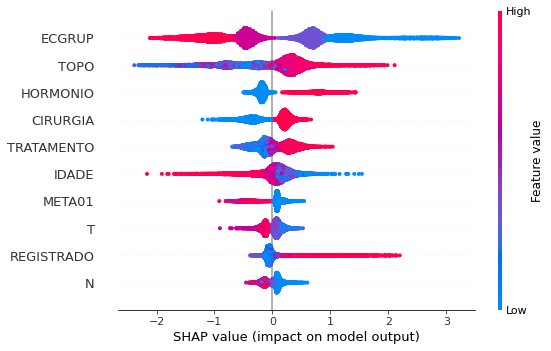 High
ECGRUP
TOPO
HORMONIO
CIRURGIA
TRATAMENTO
IDADE
META01
T
REGISTRADO
N
Feature value
Low
−2 −1 0 1 2 3
SHAP value (impact on model output)